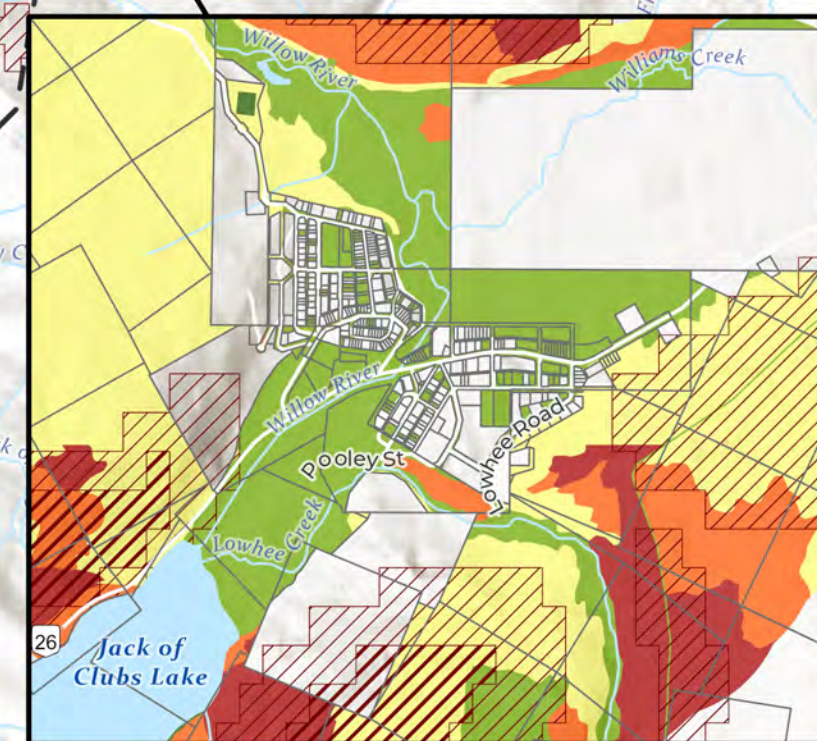 Willow River
Williams Creek
Willow River
Pooley St
Lowhee Road
Lowhee Creek
26
Jack of
Clubs Lake